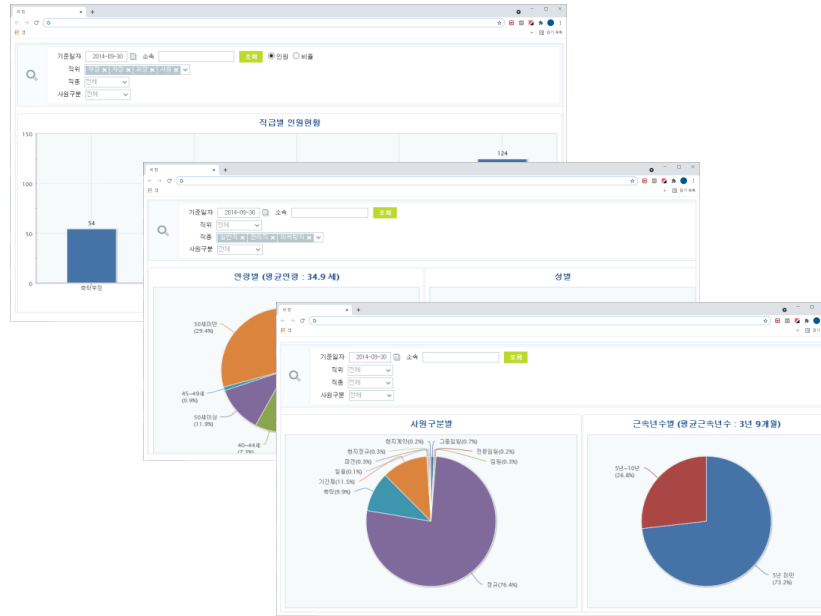 기준일자 2014-09-30 소속 조회 인원 비율
직위
직종 전체
사원구분 전체
직급별 인원현황
150
100
50
0
54
124
촉탁부장
기준일자 2014-09-30 소속 조회
직위 전체
직종
사원구분 전체
연령별 (평균연령 : 34.9 세)
성별
30세미만
(29.4%)
45~49세
(0.9%)
50세이상
(11.9%)
40~44세
(7.3%)
기준일자 2014-09-30 소속 조회
직위 전체
직종 전체
사원구분 전체
사원구분별
근속년수별 (평균근속년수 : 3년 9개월)
현지계약(0.2%)
그룹임원(0.7%)
현지정규(0.3%)
전문임원(0.2%)
파견(0.3%)
임원(0.3%)
일용(0.1%)
기간제(11.5%)
촉탁(9.9%)
정규(76.4%)
5년~10년
(26.8%)
5년 미만
(73.2%)